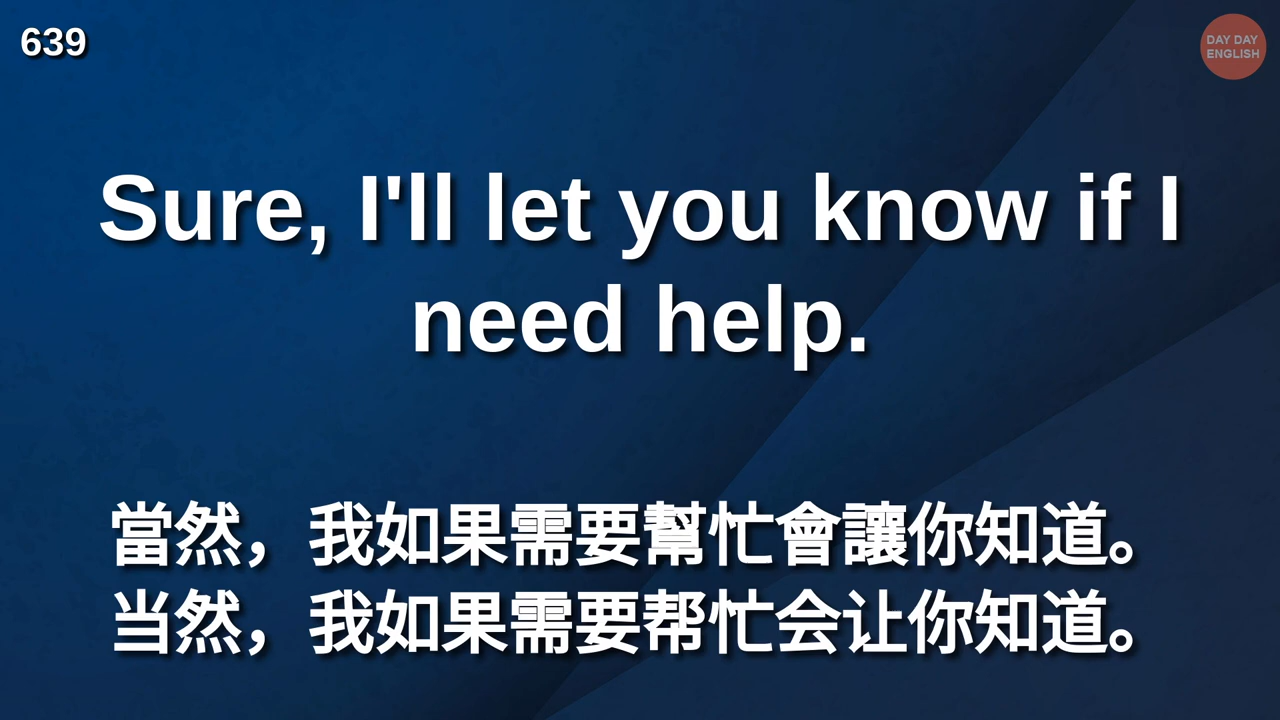 639
DAY DAY
ENGLISH
Sure, I'll let you know if I
need help.
當然，我如果需要幫忙會讓你知道。
当然，我如果需要帮忙会让你知道。